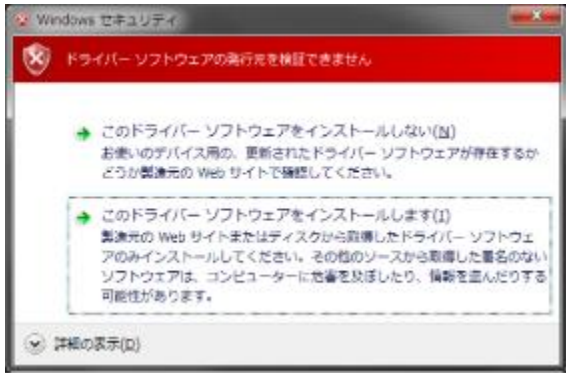 Windows セキュリティ
ドライバー ソフトウェアの発行元を検証できません
このドライバー ソフトウェアをインストールしない(N)
お使いのデバイス用の、更新されたドライバー ソフトウェアが存在するか
どうか製造元の Web サイトで確認してください。
このドライバー ソフトウェアをインストールします(I)
製造元の Web サイトまたはディスクから取得したドライバー ソフトウェ
アのみインストールしてください。その他のソースから取得した署名のない
ソフトウェアは、コンピューターに危害を及ぼしたり、情報を盗んだりする
可能性があります。
詳細の表示(D)